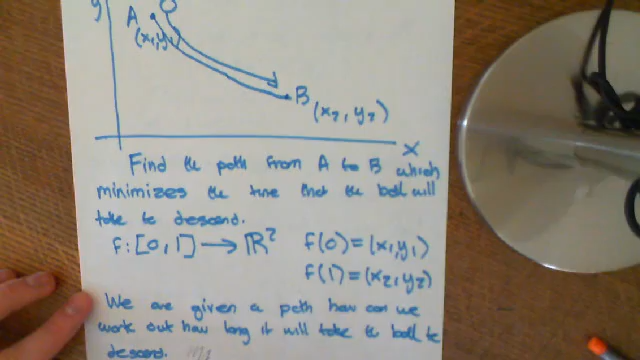 y
A
(x₁,y₁)
B
(x₂, y₂)
x
Find the path from A to B which
minimizes the time that the ball will
take to descend.
f: [0,1] → ℝ² f(0) = (x₁,y₁)
f(1) = (x₂,y₂)
We are given a path how can we
work out how long it will take the ball to
descend.